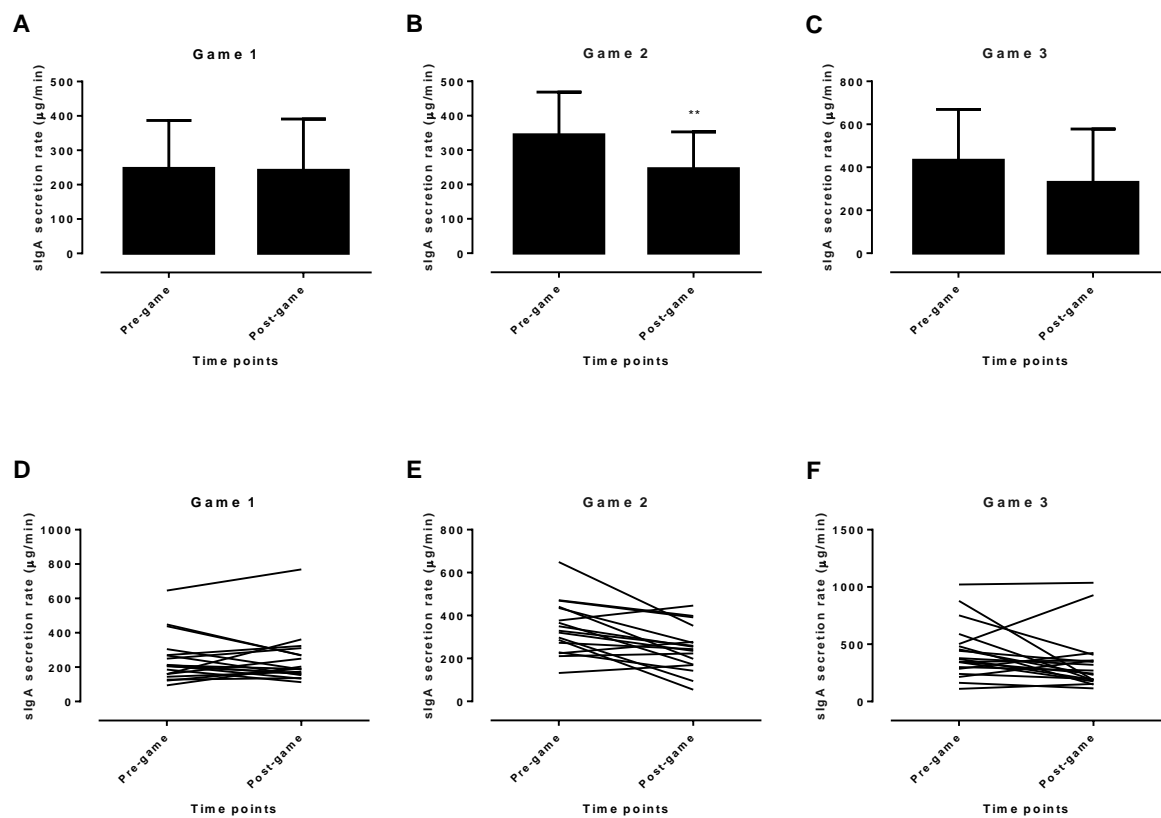 A
Game 1
sIgA secretion rate (µg/min)
500
400
300
200
100
0
Pre-game
Post-game
Time points
B
Game 2
sIgA secretion rate (µg/min)
500
400
300
200
100
0
**
Pre-game
Post-game
Time points
C
Game 3
sIgA secretion rate (µg/min)
800
600
400
200
0
Pre-game
Post-game
Time points
D
Game 1
sIgA secretion rate (µg/min)
1000
800
600
400
200
0
Pre-game
Post-game
Time points
E
Game 2
sIgA secretion rate (µg/min)
800
600
400
200
0
Pre-game
Post-game
Time points
F
Game 3
sIgA secretion rate (µg/min)
1500
1000
500
0
Pre-game
Post-game
Time points